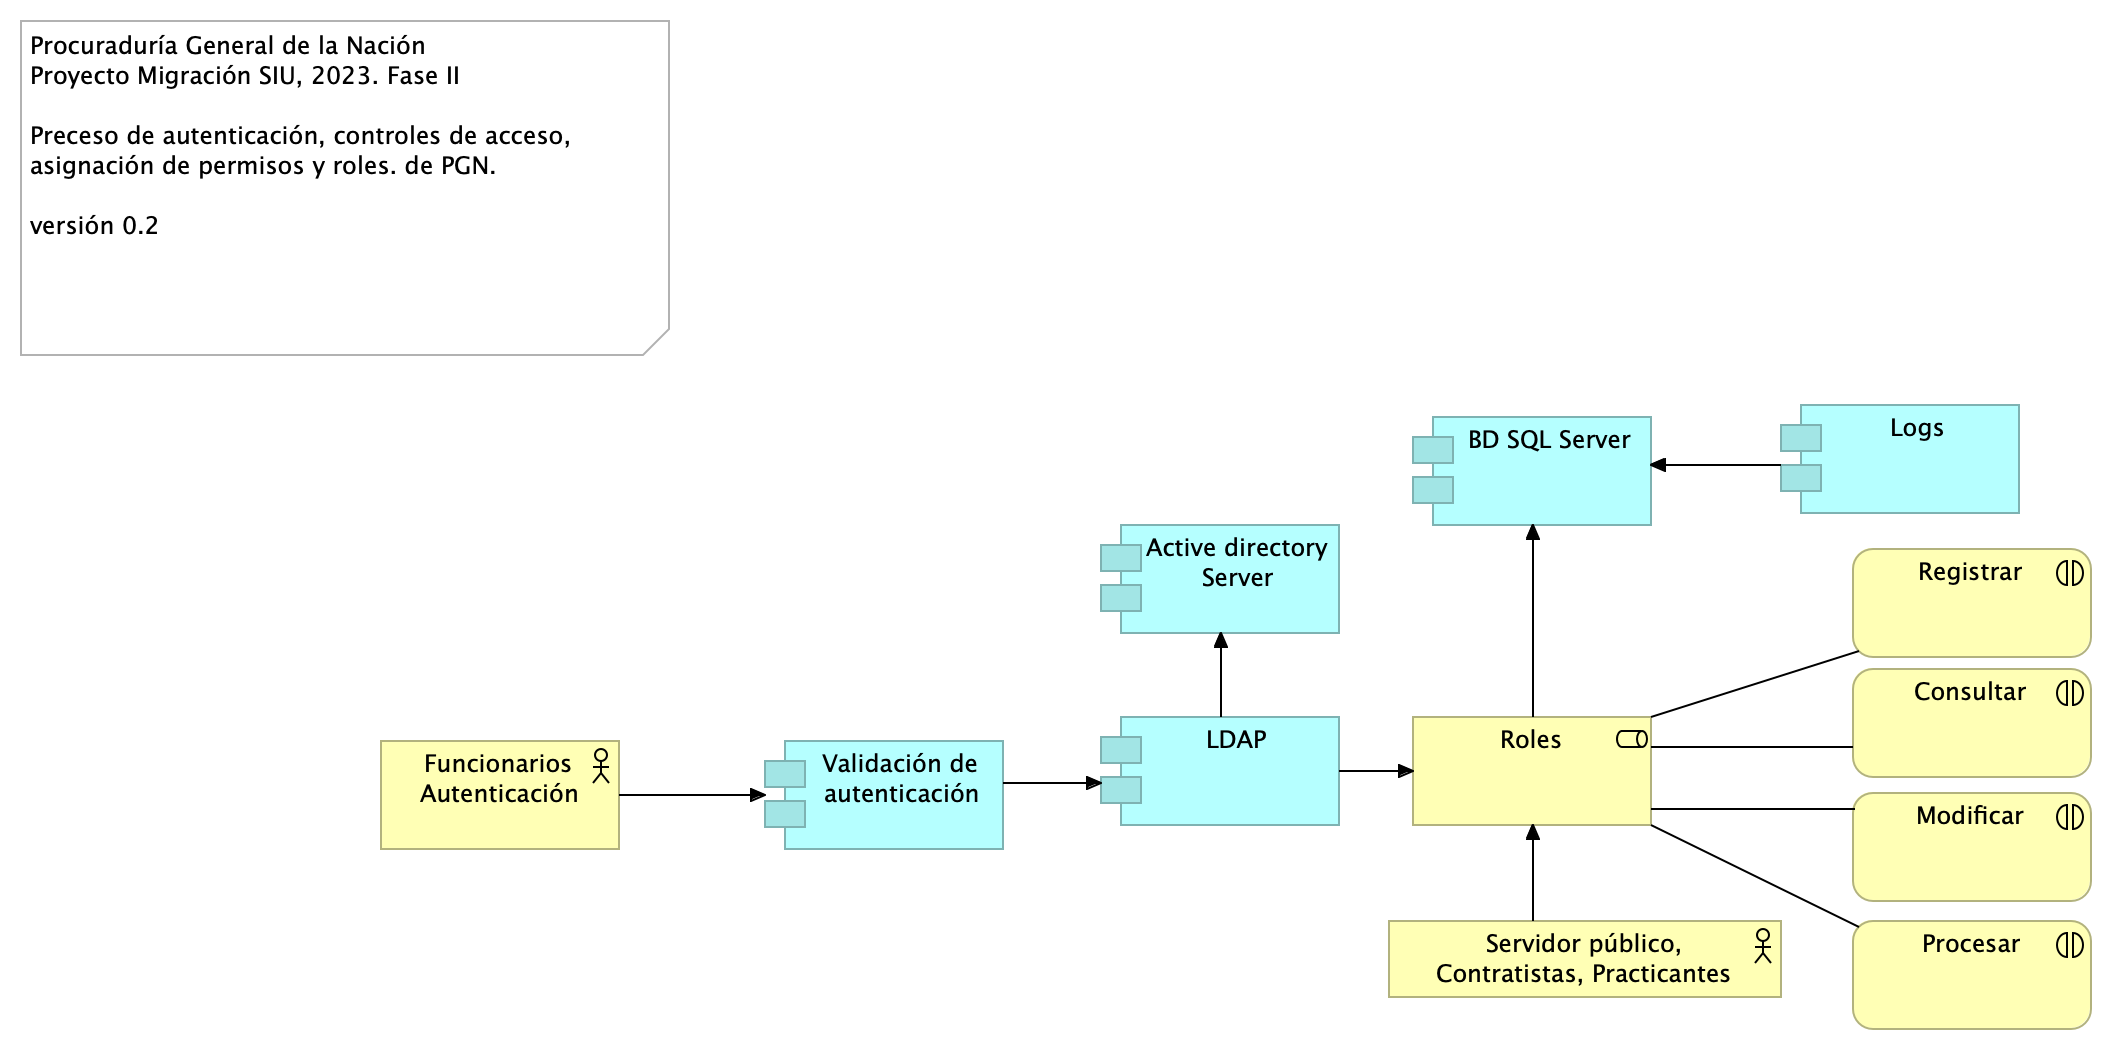 Procuraduría General de la Nación
Proyecto Migración SIU, 2023. Fase II
Preceso de autenticación, controles de acceso,
asignación de permisos y roles. de PGN.
versión 0.2
BD SQL Server
Logs
Active directory
Server
Registrar
Consultar
Funcionarios
Autenticación
Validación de
autenticación
LDAP
Roles
Modificar
Servidor público,
Contratistas, Practicantes
Procesar